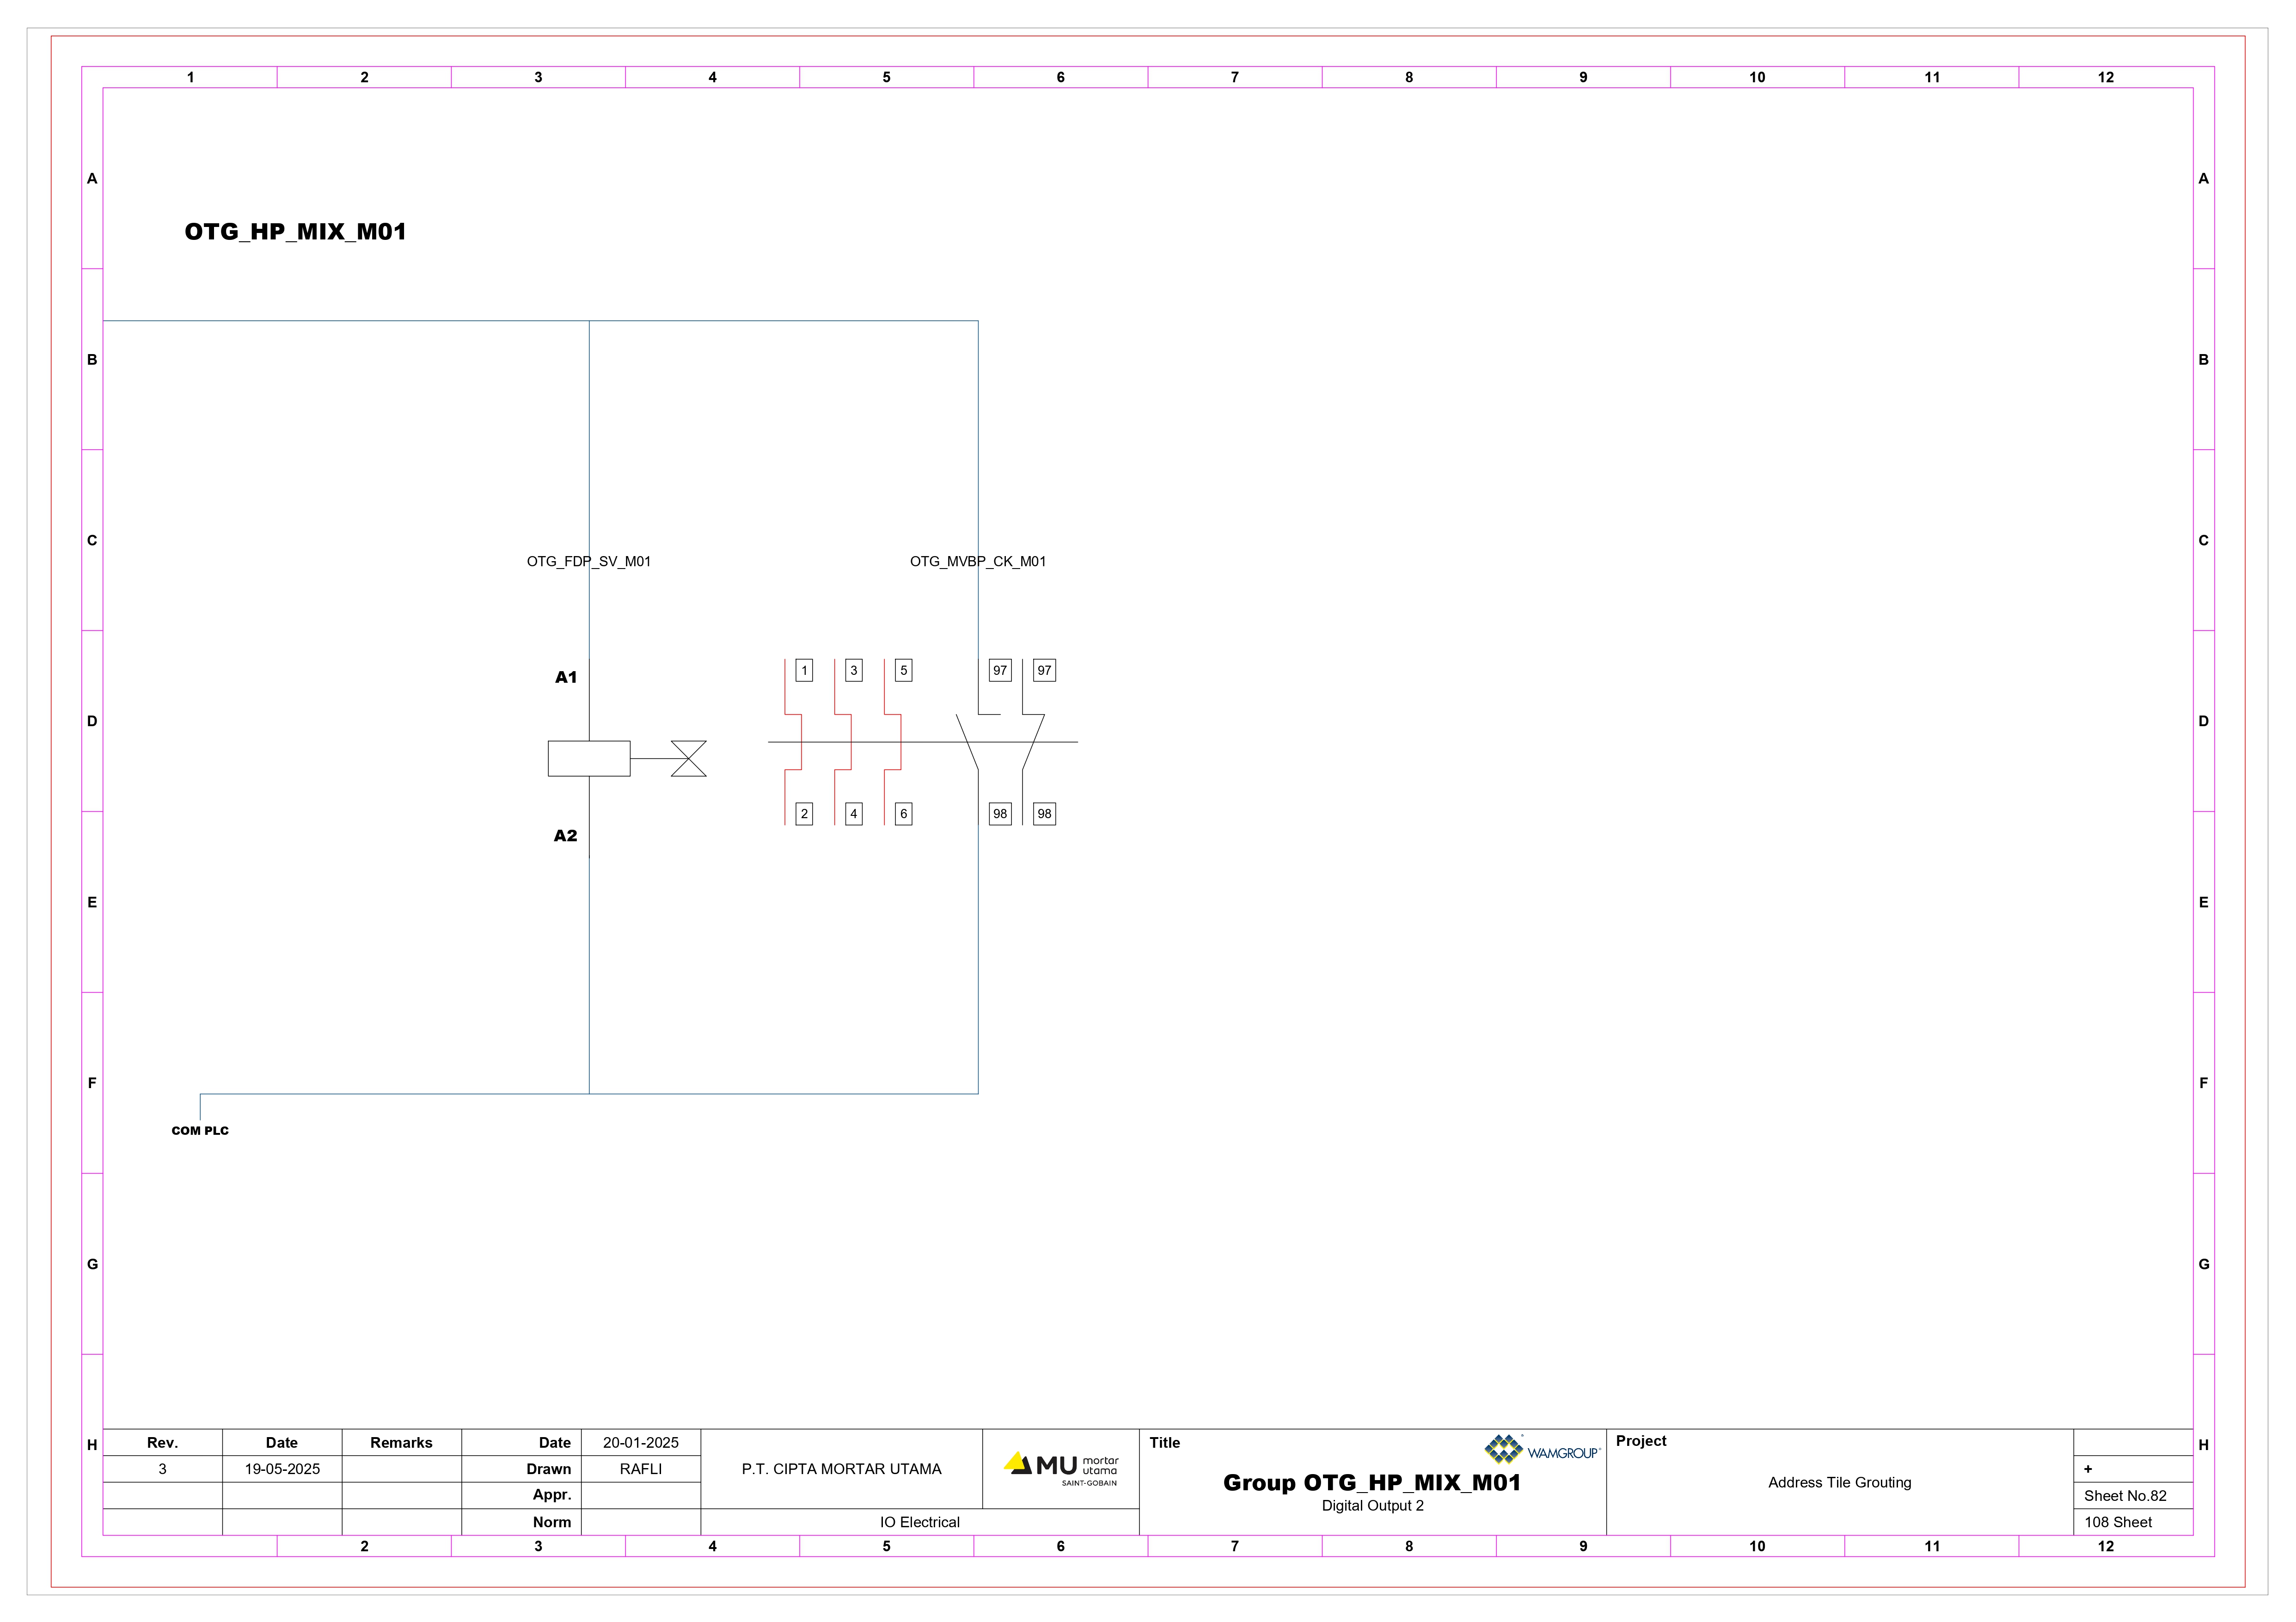 1 2 3 4 5 6 7 8 9 10 11 12
A A
OTG_HP_MIX_M01
B B
C C
OTG_FDP_SV_M01 OTG_MVBP_CK_M01
A1 1 3 5 97 97
D D
2 4 6 98 98
A2
E E
F F
COM PLC
G G
H H
Rev. Date Remarks Date 20-01-2025
3 19-05-2025 Drawn RAFLI
Appr.
Norm
P.T. CIPTA MORTAR UTAMA
MU mortar
utama
SAINT-GOBAIN
IO Electrical
Title
WAMGROUP®
Group OTG_HP_MIX_M01
Digital Output 2
Project
Address Tile Grouting
+
Sheet No.82
108 Sheet
2 3 4 5 6 7 8 9 10 11 12